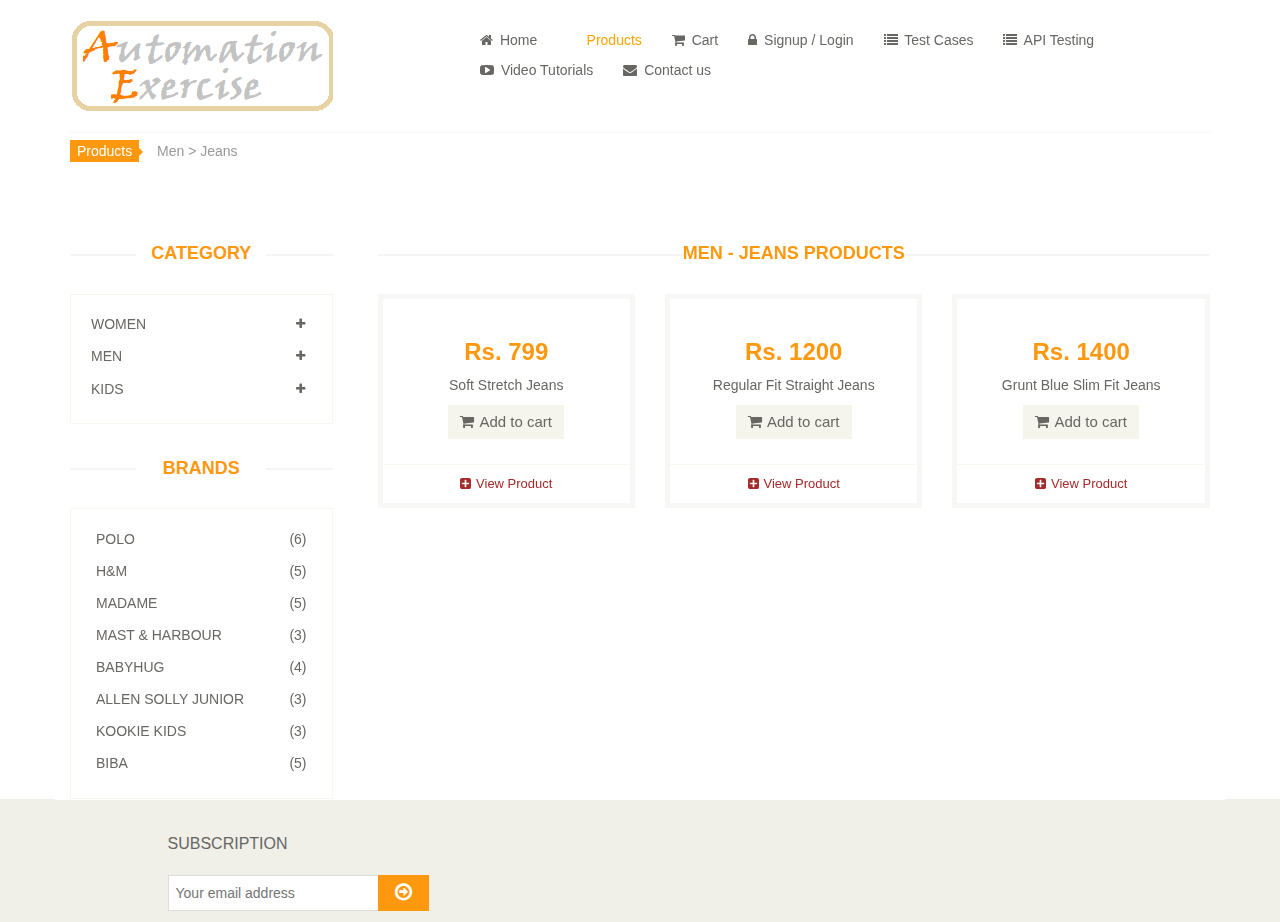 Automation
Exercise
Home Products Cart Signup / Login Test Cases API Testing
Video Tutorials Contact us
Products Men > Jeans
CATEGORY
WOMEN
MEN
KIDS
BRANDS
POLO (6)
H&M (5)
MADAME (5)
MAST & HARBOUR (3)
BABYHUG (4)
ALLEN SOLLY JUNIOR (3)
KOOKIE KIDS (3)
BIBA (5)
MEN - JEANS PRODUCTS
Rs. 799
Soft Stretch Jeans
Add to cart
View Product
Rs. 1200
Regular Fit Straight Jeans
Add to cart
View Product
Rs. 1400
Grunt Blue Slim Fit Jeans
Add to cart
View Product
SUBSCRIPTION
Your email address